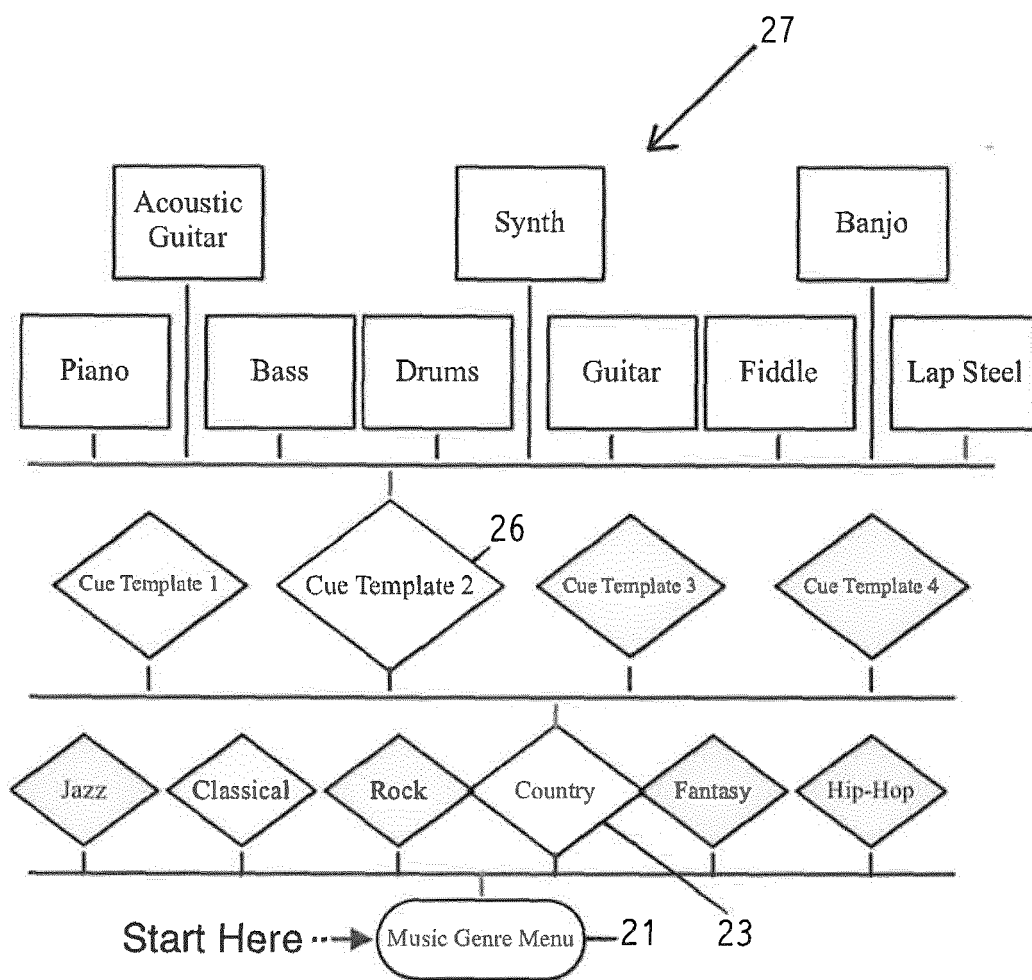 27
Acoustic
Guitar
Synth
Banjo
Piano
Bass
Drums
Guitar
Fiddle
Lap Steel
26
Cue Template 1
Cue Template 2
Cue Template 3
Cue Template 4
Jazz
Classical
Rock
Country
Fantasy
Hip-Hop
Start Here
Music Genre Menu
21
23